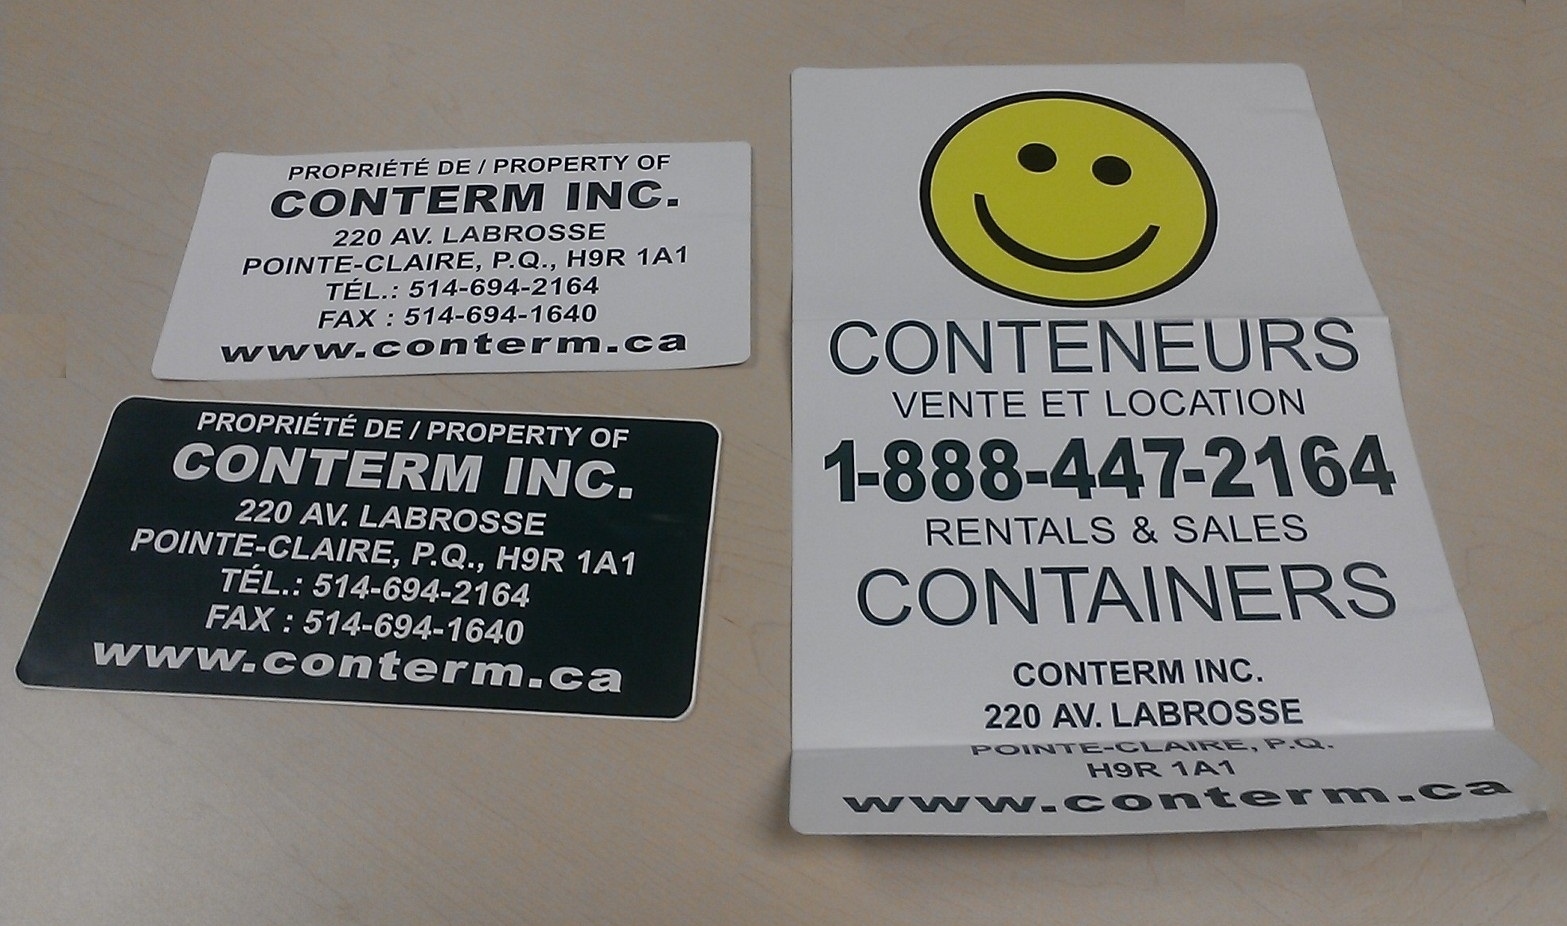 PROPRIÉTÉ DE / PROPERTY OF
CONTERM INC.
220 AV. LABROSSE
POINTE-CLAIRE, P.Q., H9R 1A1
TÉL.: 514-694-2164
FAX : 514-694-1640
www.conterm.ca
PROPRIÉTÉ DE / PROPERTY OF
CONTERM INC.
220 AV. LABROSSE
POINTE-CLAIRE, P.Q., H9R 1A1
TÉL.: 514-694-2164
FAX : 514-694-1640
www.conterm.ca
CONTENEURS
VENTE ET LOCATION
1-888-447-2164
RENTALS & SALES
CONTAINERS
CONTERM INC.
220 AV. LABROSSE
POINTE-CLAIRE, P.Q.
H9R 1A1
www.conterm.ca